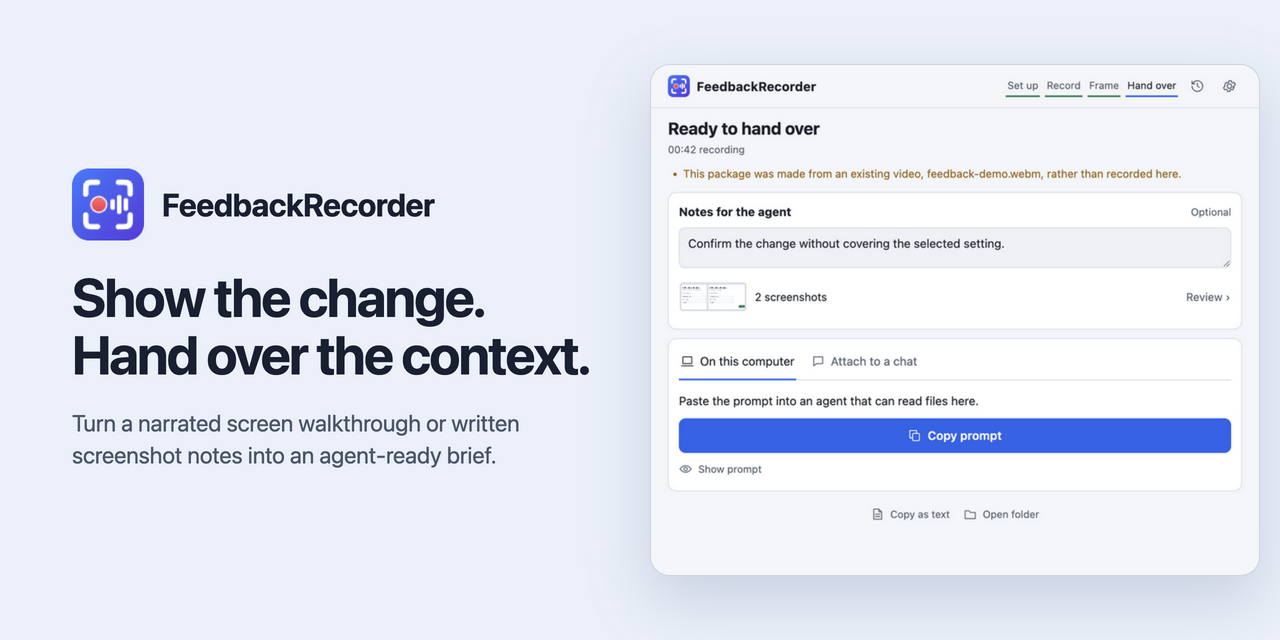 FeedbackRecorder
Show the change.
Hand over the context.
Turn a narrated screen walkthrough or written
screenshot notes into an agent-ready brief.
FeedbackRecorder
Set up Record Frame Hand over
Ready to hand over
00:42 recording
• This package was made from an existing video, feedback-demo.webm, rather than recorded here.
Notes for the agent Optional
Confirm the change without covering the selected setting.
2 screenshots Review ›
On this computer Attach to a chat
Paste the prompt into an agent that can read files here.
Copy prompt
Show prompt
Copy as text Open folder